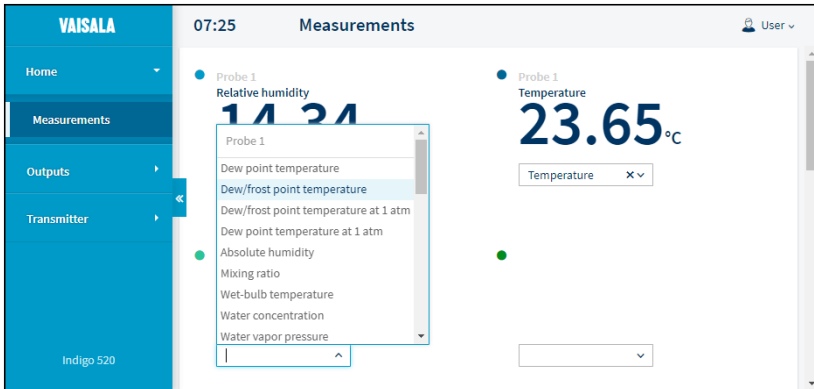 VAISALA
07:25
Measurements
User
Home
Measurements
Outputs
Transmitter
Indigo 520
Probe 1
Relative humidity
14.34
Probe 1
Dew point temperature
Dew/frost point temperature
Dew/frost point temperature at 1 atm
Dew point temperature at 1 atm
Absolute humidity
Mixing ratio
Wet-bulb temperature
Water concentration
Water vapor pressure
Probe 1
Temperature
23.65 °C
Temperature